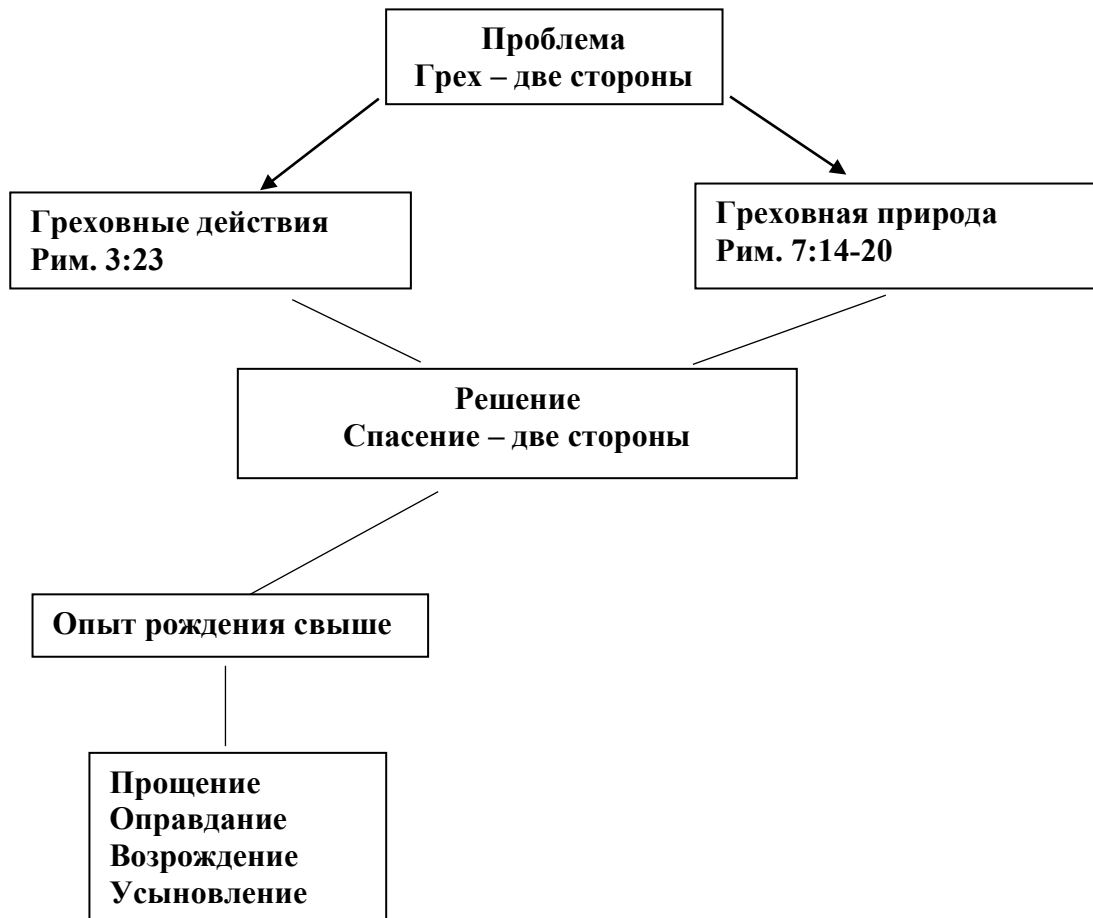 Проблема
Грех – две стороны
Греховные действия
Рим. 3:23
Греховная природа
Рим. 7:14-20
Решение
Спасение – две стороны
Опыт рождения свыше
Прощение
Оправдание
Возрождение
Усыновление